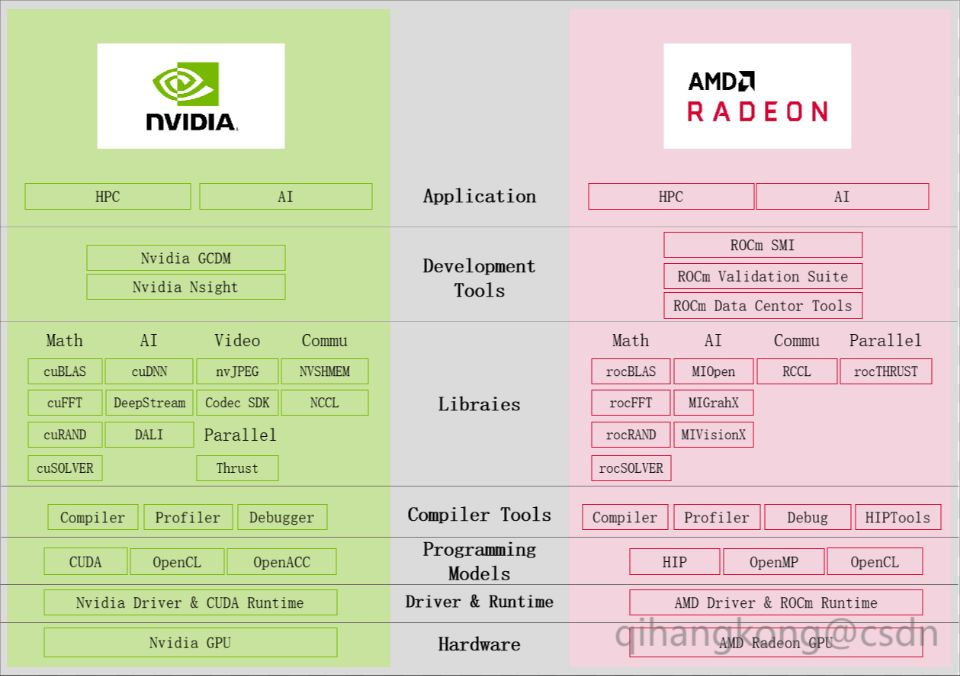 NVIDIA.
AMD
RADEON
HPC AI Application HPC AI
Nvidia GCDM
Nvidia Nsight
Development
Tools
ROCm SMI
ROCm Validation Suite
ROCm Data Centor Tools
Math AI Video Commu
cuBLAS cuDNN nvJPEG NVSHMEM
cuFFT DeepStream Codec SDK NCCL
cuRAND DALI Parallel
cuSOLVER Thrust
Libraies
Math AI Commu Parallel
rocBLAS MIOpen RCCL rocTHRUST
rocFFT MIGrahX
rocRAND MIVisionX
rocSOLVER
Compiler Profiler Debugger Compiler Tools Compiler Profiler Debug HIPTools
CUDA OpenCL OpenACC
Programming
Models
HIP OpenMP OpenCL
Nvidia Driver & CUDA Runtime Driver & Runtime AMD Driver & ROCm Runtime
Nvidia GPU Hardware AMD Radeon GPU
qihangkong@csdn